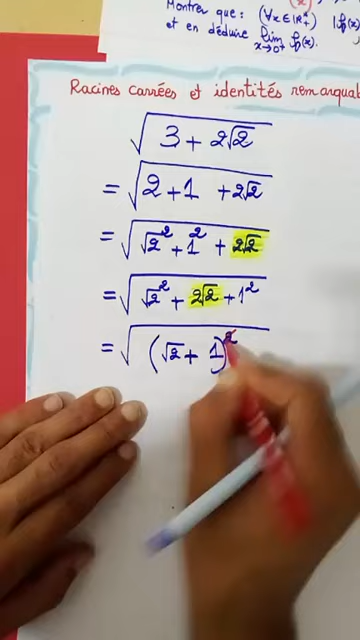 Montrer que : (∀x∈ℝ*₊) |f(x)
et en déduire lim f(x).
x→0⁺
Racines carrées et identités remarquab
√(3 + 2√2)
= √(2+1 +2√2)
= √(√2² + 1² + 2√2)
= √(√2² + 2√2 + 1²)
= √((√2 + 1)²)